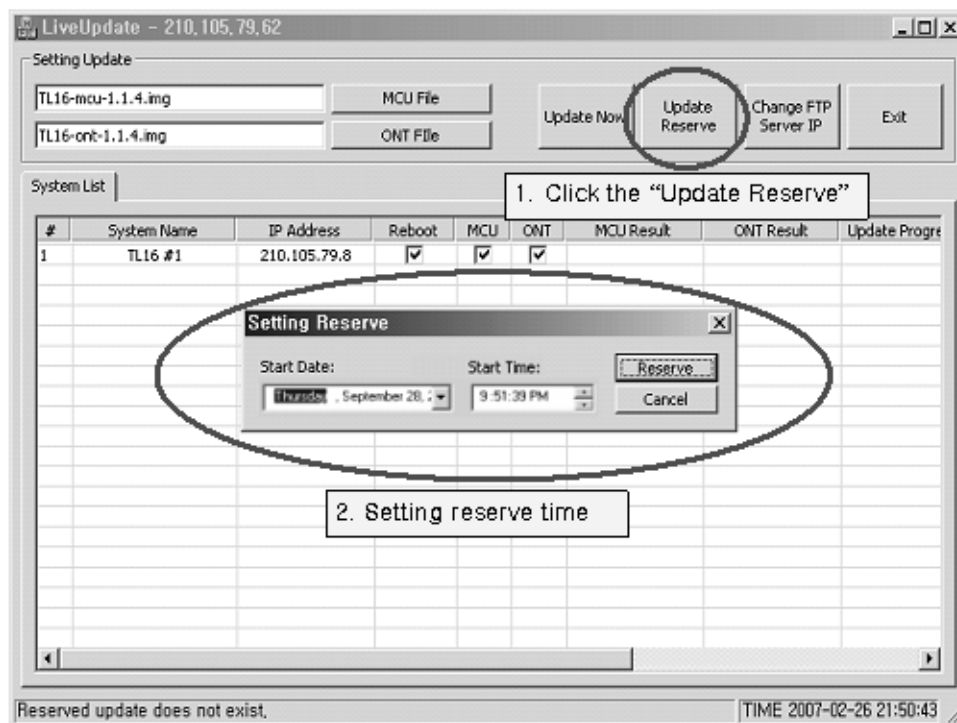 LiveUpdate - 210,105,79,62
Setting Update
TL16-mcu-1.1.4.img
MCU File
TL16-ont-1.1.4.img
ONT FIle
Update Now
Update Reserve
Change FTP Server IP
Exit
System List
1. Click the “Update Reserve”
# System Name IP Address Reboot MCU ONT MCU Result ONT Result Update Progre
1 TL16 #1 210.105.79.8
Setting Reserve
Start Date:
Start Time:
Reserve
Thursday, September 28, 2
9:51:39 PM
Cancel
2. Setting reserve time
Reserved update does not exist,
TIME 2007-02-26 21:50:43